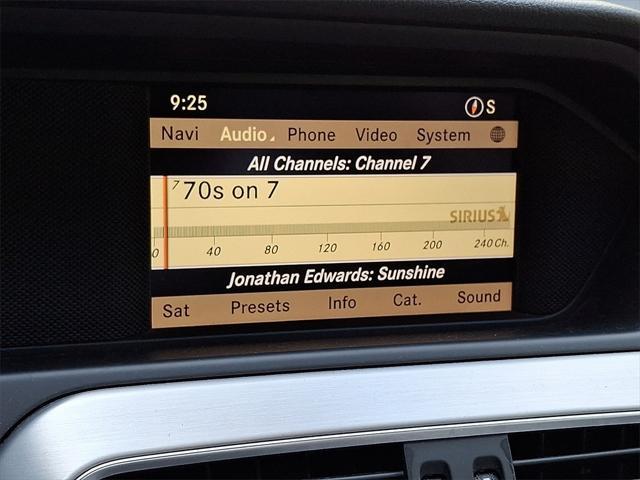 9:25 S
Navi Audio Phone Video System
All Channels: Channel 7
7 70s on 7
SIRIUS
0 40 80 120 160 200 240 Ch.
Jonathan Edwards: Sunshine
Sat Presets Info Cat. Sound